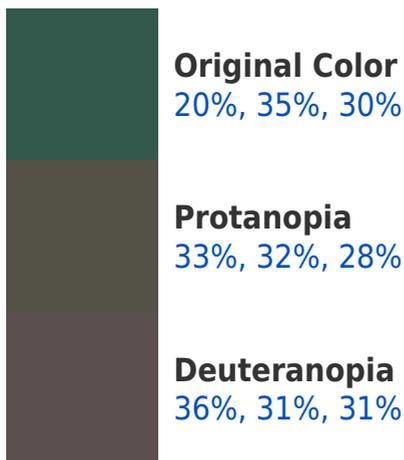 Original Color
20%, 35%, 30%
Protanopia
33%, 32%, 28%
Deuteranopia
36%, 31%, 31%